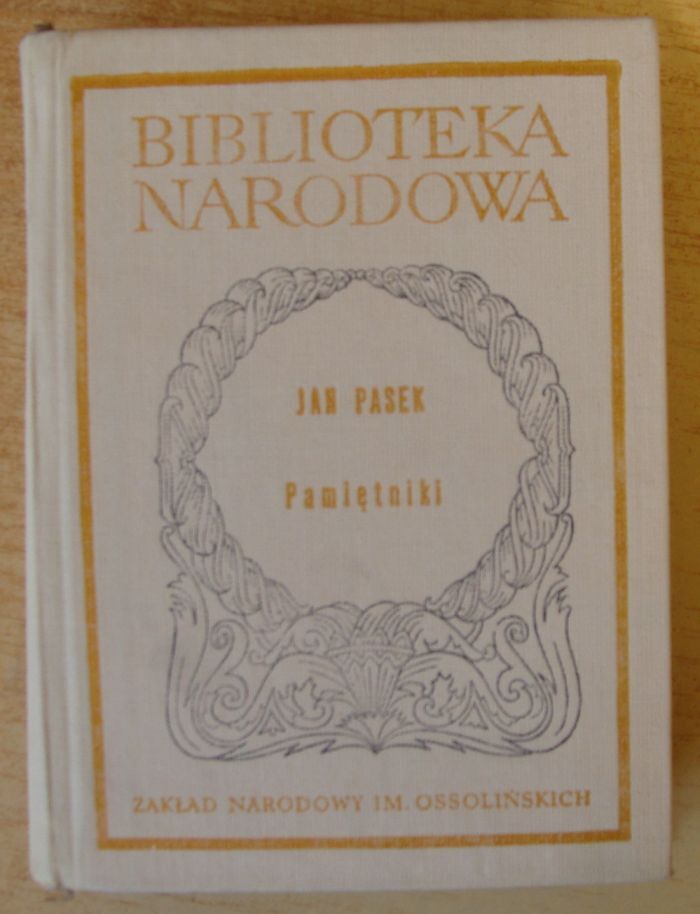 BIBLIOTEKA
NARODOWA
JAN PASEK
Pamiętniki
ZAKŁAD NARODOWY IM. OSSOLIŃSKICH